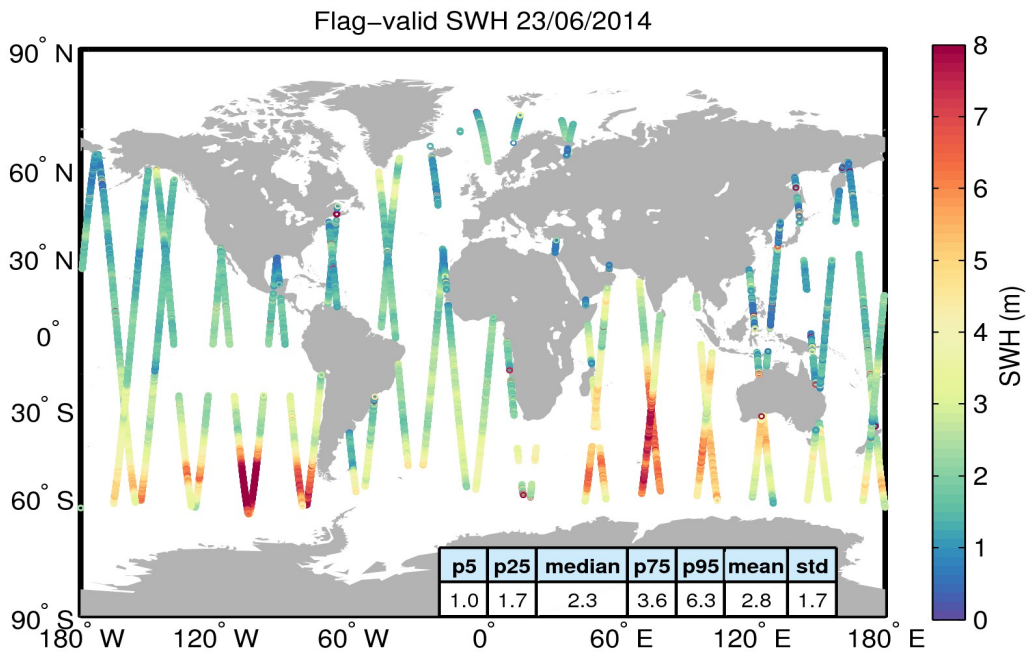 Flag−valid SWH 23/06/2014
90° N
60° N
30° N
0°
30° S
60° S
90° S
180° W
120° W
60° W
0°
60° E
120° E
180° E
p5 p25 median p75 p95 mean std
1.0 1.7 2.3 3.6 6.3 2.8 1.7
8
7
6
5
4
3
2
1
0
SWH (m)